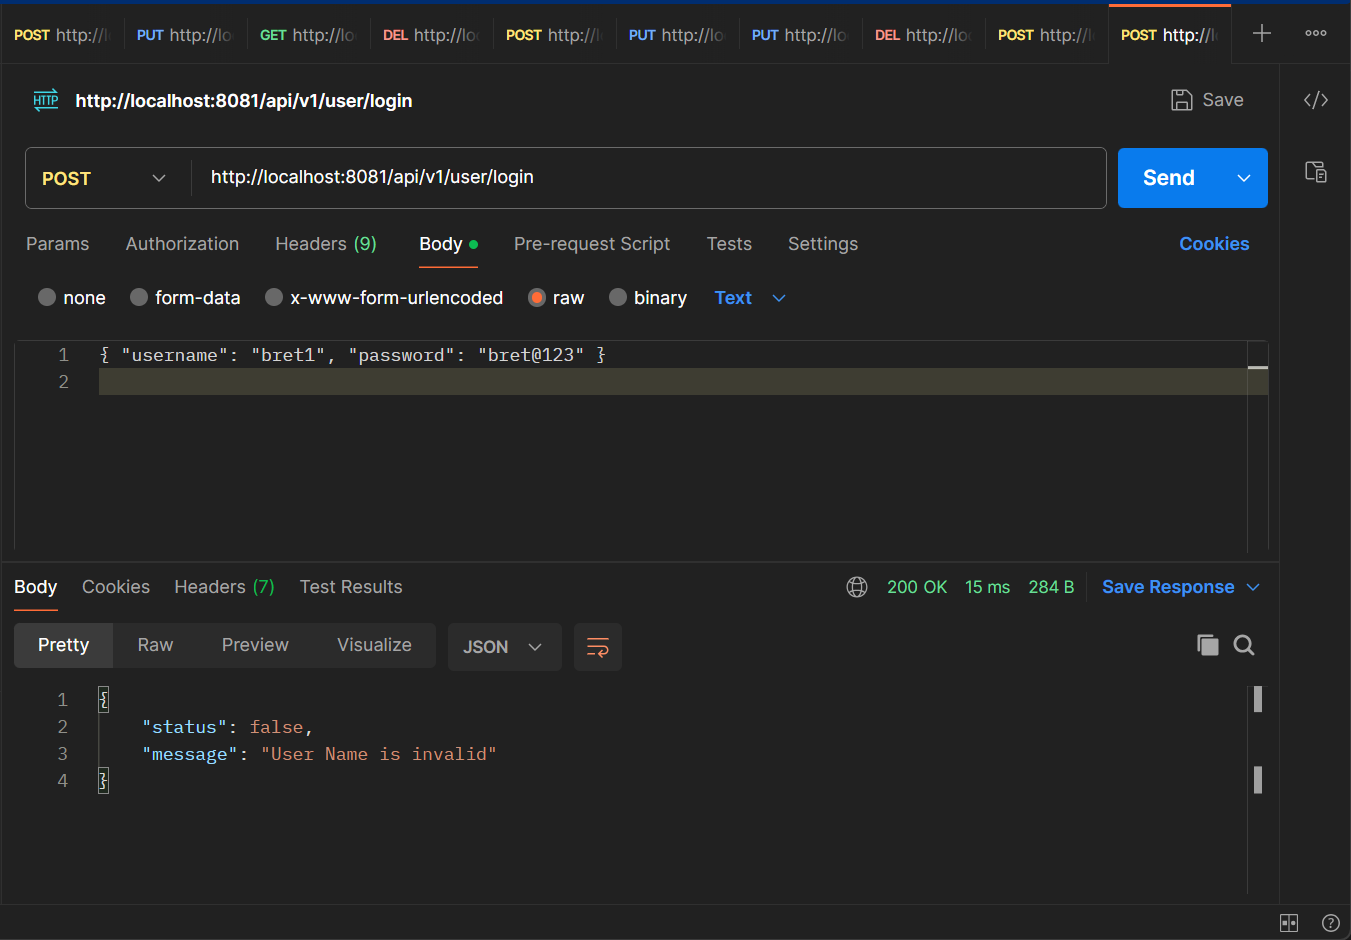 POST http://l PUT http://lo GET http://lo DEL http://loc POST http://l PUT http://lo PUT http://lo DEL http://loc POST http://l POST http://l
HTTP http://localhost:8081/api/v1/user/login Save </>
POST http://localhost:8081/api/v1/user/login Send
Params Authorization Headers (9) Body Pre-request Script Tests Settings Cookies
none form-data x-www-form-urlencoded raw binary Text
1 { "username": "bret1", "password": "bret@123" }
2
Body Cookies Headers (7) Test Results 200 OK 15 ms 284 B Save Response
Pretty Raw Preview Visualize JSON
1 {
2 "status": false,
3 "message": "User Name is invalid"
4 }